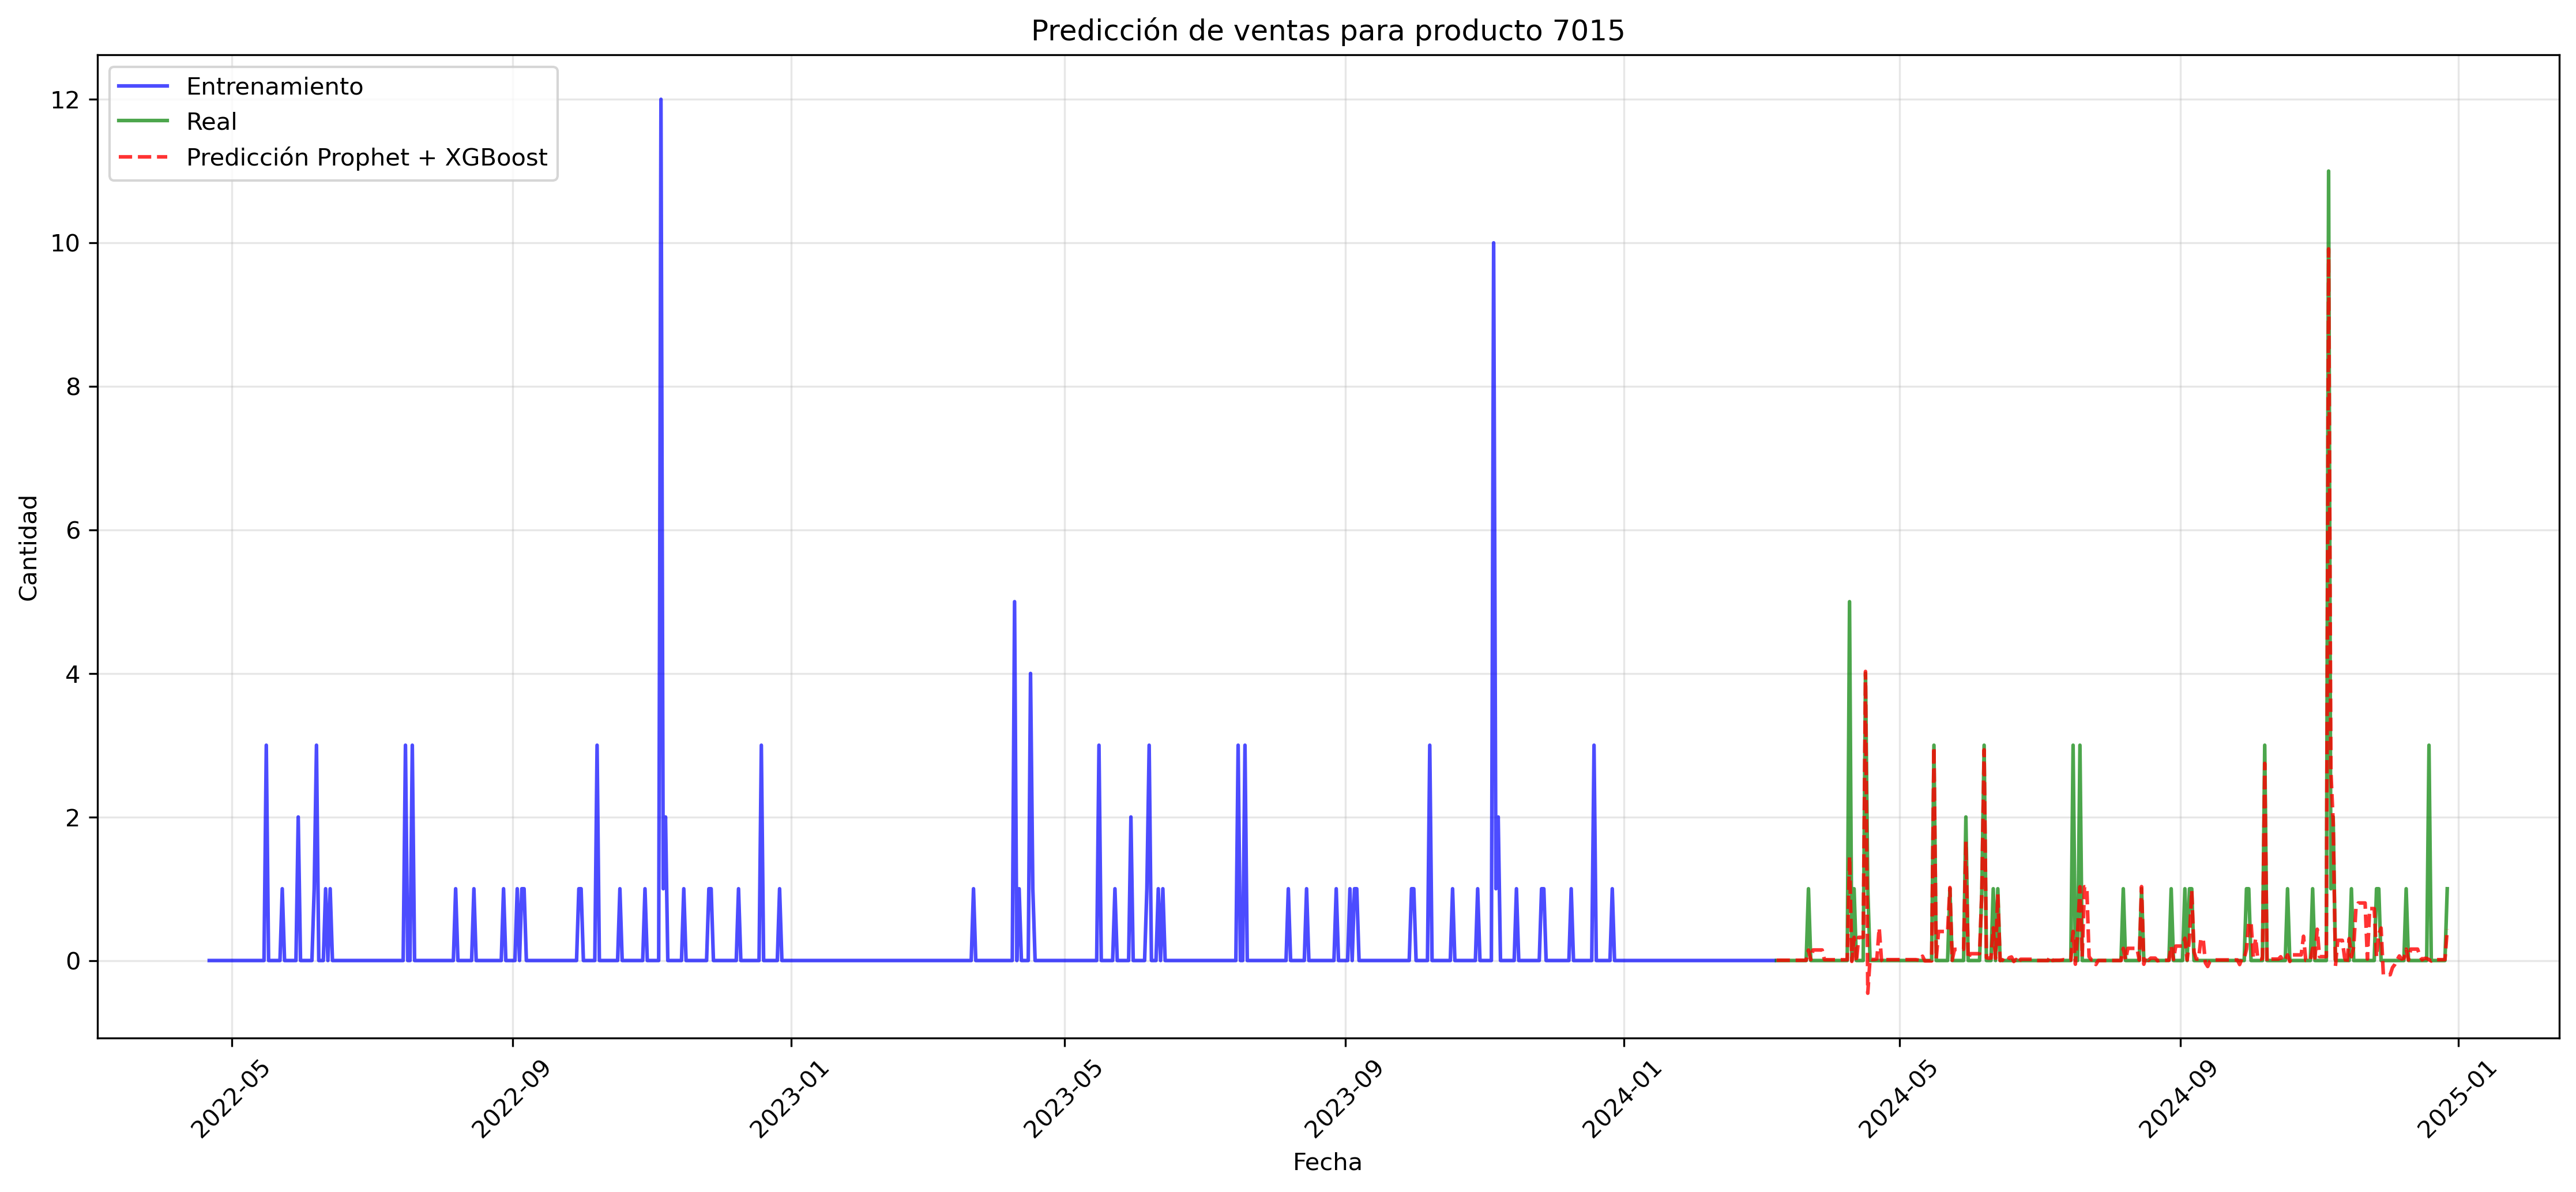 Predicción de ventas para producto 7015
Entrenamiento
Real
Predicción Prophet + XGBoost
Cantidad
12
10
8
6
4
2
0
2022-05
2022-09
2023-01
2023-05
2023-09
2024-01
2024-05
2024-09
2025-01
Fecha